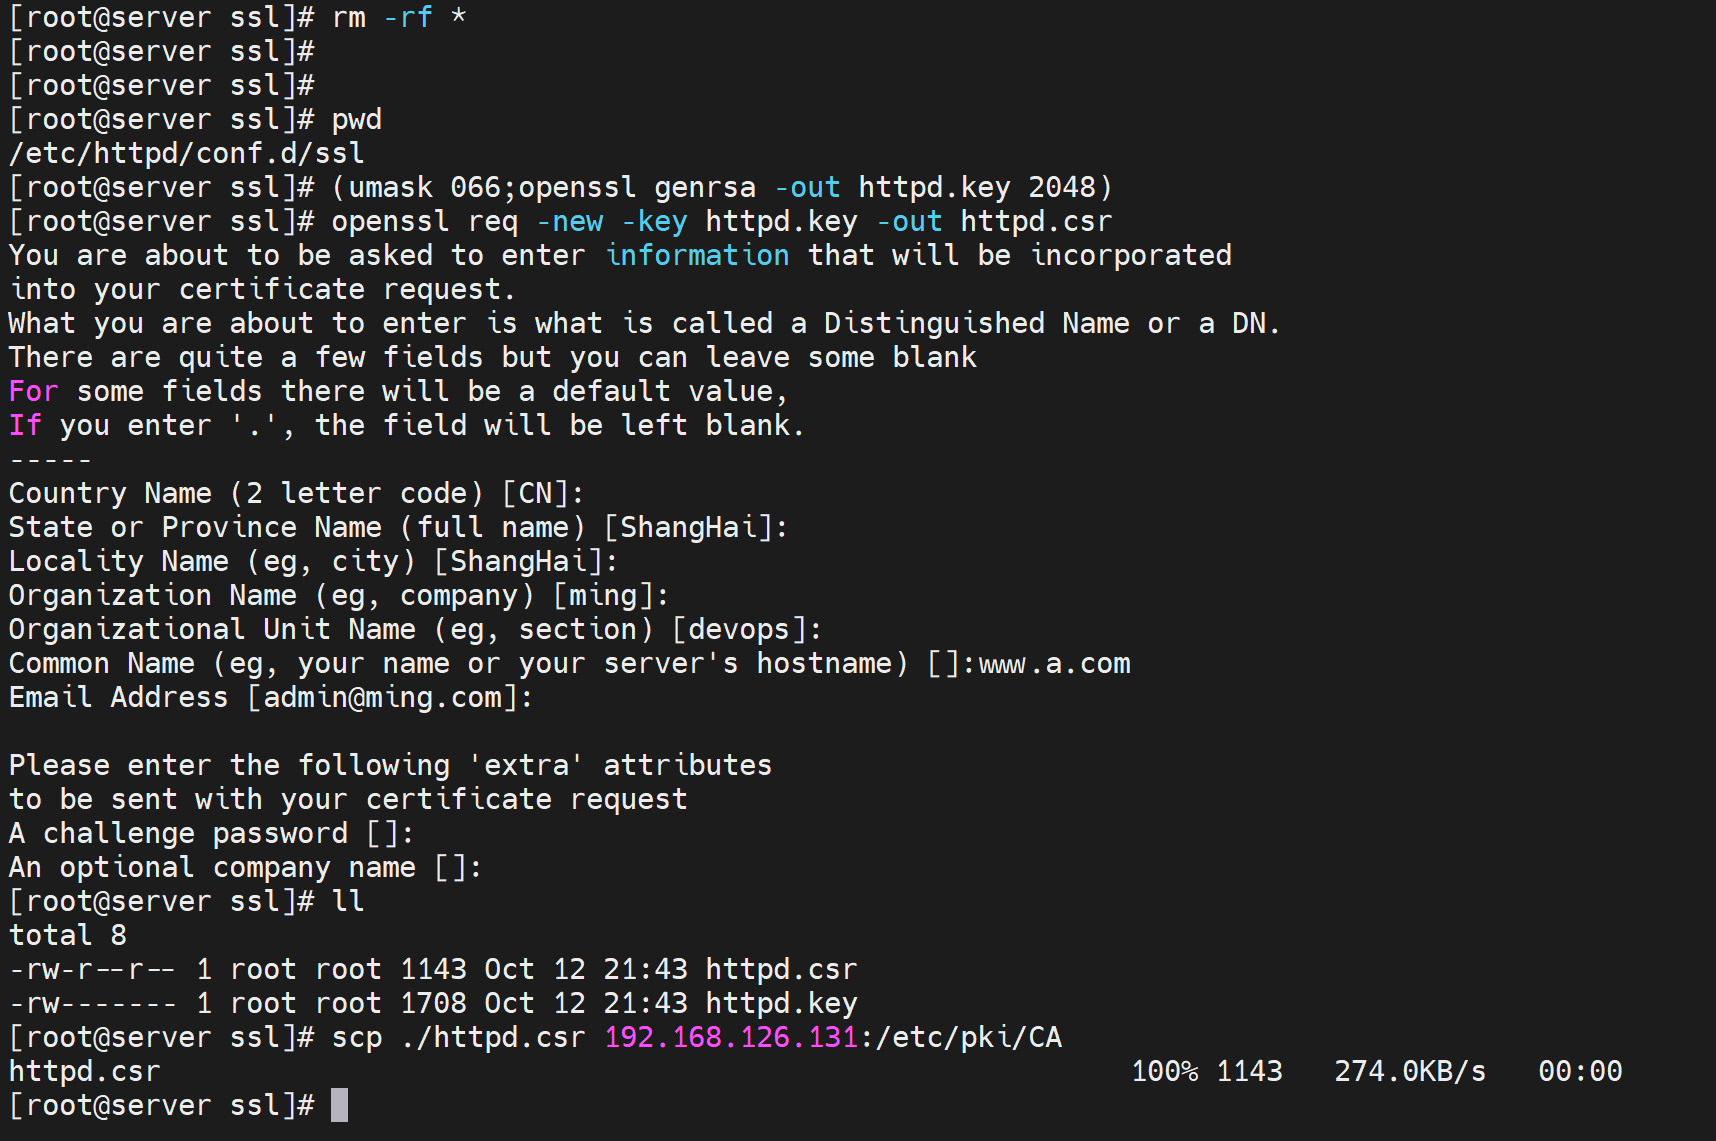 [root@server ssl]# rm -rf *
[root@server ssl]#
[root@server ssl]#
[root@server ssl]# pwd
/etc/httpd/conf.d/ssl
[root@server ssl]# (umask 066;openssl genrsa -out httpd.key 2048)
[root@server ssl]# openssl req -new -key httpd.key -out httpd.csr
You are about to be asked to enter information that will be incorporated
into your certificate request.
What you are about to enter is what is called a Distinguished Name or a DN.
There are quite a few fields but you can leave some blank
For some fields there will be a default value,
If you enter '.', the field will be left blank.
-----
Country Name (2 letter code) [CN]:
State or Province Name (full name) [ShangHai]:
Locality Name (eg, city) [ShangHai]:
Organization Name (eg, company) [ming]:
Organizational Unit Name (eg, section) [devops]:
Common Name (eg, your name or your server's hostname) []:www.a.com
Email Address [admin@ming.com]:

Please enter the following 'extra' attributes
to be sent with your certificate request
A challenge password []:
An optional company name []:
[root@server ssl]# ll
total 8
-rw-r--r-- 1 root root 1143 Oct 12 21:43 httpd.csr
-rw------- 1 root root 1708 Oct 12 21:43 httpd.key
[root@server ssl]# scp ./httpd.csr 192.168.126.131:/etc/pki/CA
httpd.csr 100% 1143 274.0KB/s 00:00
[root@server ssl]#